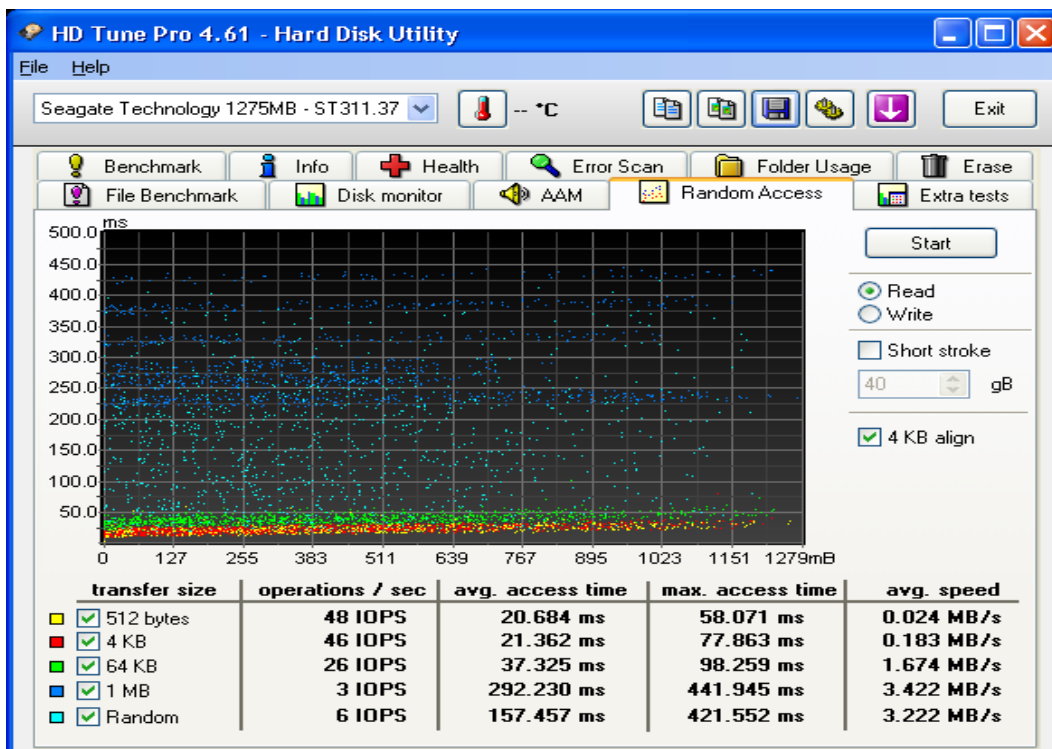 HD Tune Pro 4.61 - Hard Disk Utility
File Help
Seagate Technology 1275MB - ST311.37 -- °C Exit
Benchmark Info Health Error Scan Folder Usage Erase
File Benchmark Disk monitor AAM Random Access Extra tests
ms
500.0
450.0
400.0
350.0
300.0
250.0
200.0
150.0
100.0
50.0
0 127 255 383 511 639 767 895 1023 1151 1279mB
Start
Read
Write
Short stroke
40 gB
4 KB align
transfer size operations / sec avg. access time max. access time avg. speed
512 bytes 48 IOPS 20.684 ms 58.071 ms 0.024 MB/s
4 KB 46 IOPS 21.362 ms 77.863 ms 0.183 MB/s
64 KB 26 IOPS 37.325 ms 98.259 ms 1.674 MB/s
1 MB 3 IOPS 292.230 ms 441.945 ms 3.422 MB/s
Random 6 IOPS 157.457 ms 421.552 ms 3.222 MB/s